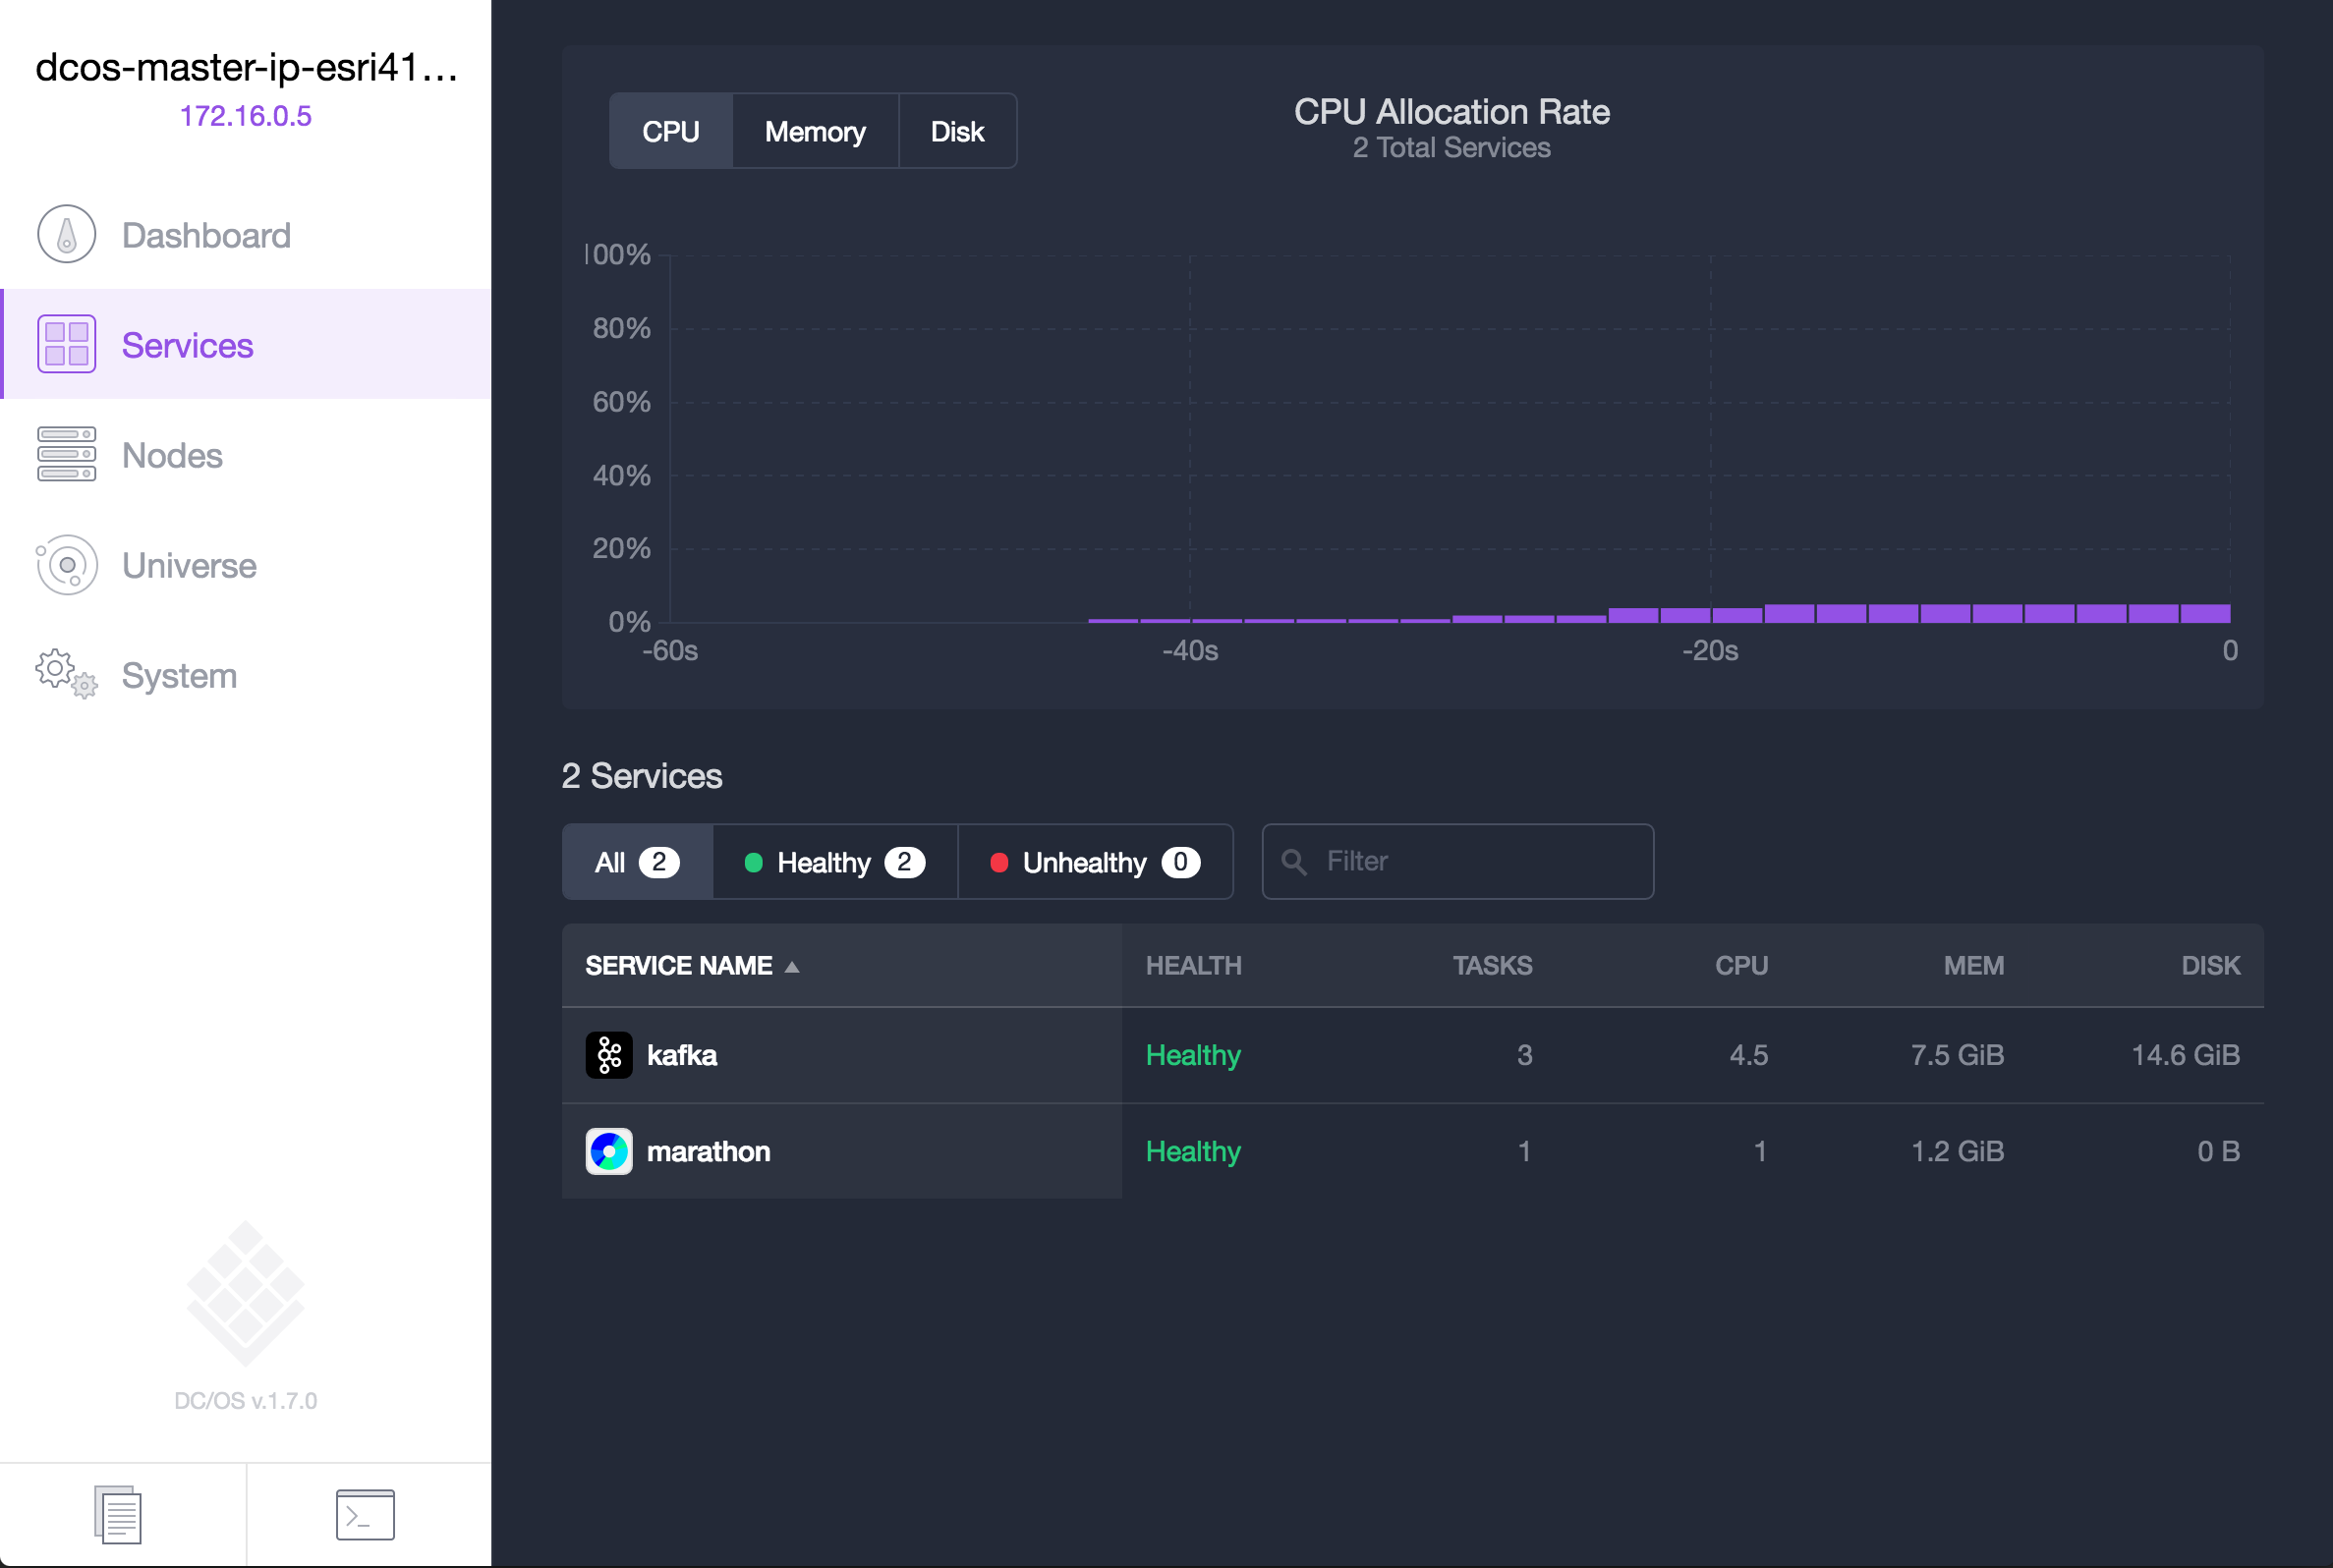 dcos-master-ip-esri41...
172.16.0.5
Dashboard
Services
Nodes
Universe
System
DC/OS v.1.7.0
CPU Memory Disk
CPU Allocation Rate
2 Total Services
100%
80%
60%
40%
20%
0%
-60s -40s -20s 0
2 Services
All 2 Healthy 2 Unhealthy 0 Filter
SERVICE NAME HEALTH TASKS CPU MEM DISK
kafka Healthy 3 4.5 7.5 GiB 14.6 GiB
marathon Healthy 1 1 1.2 GiB 0 B